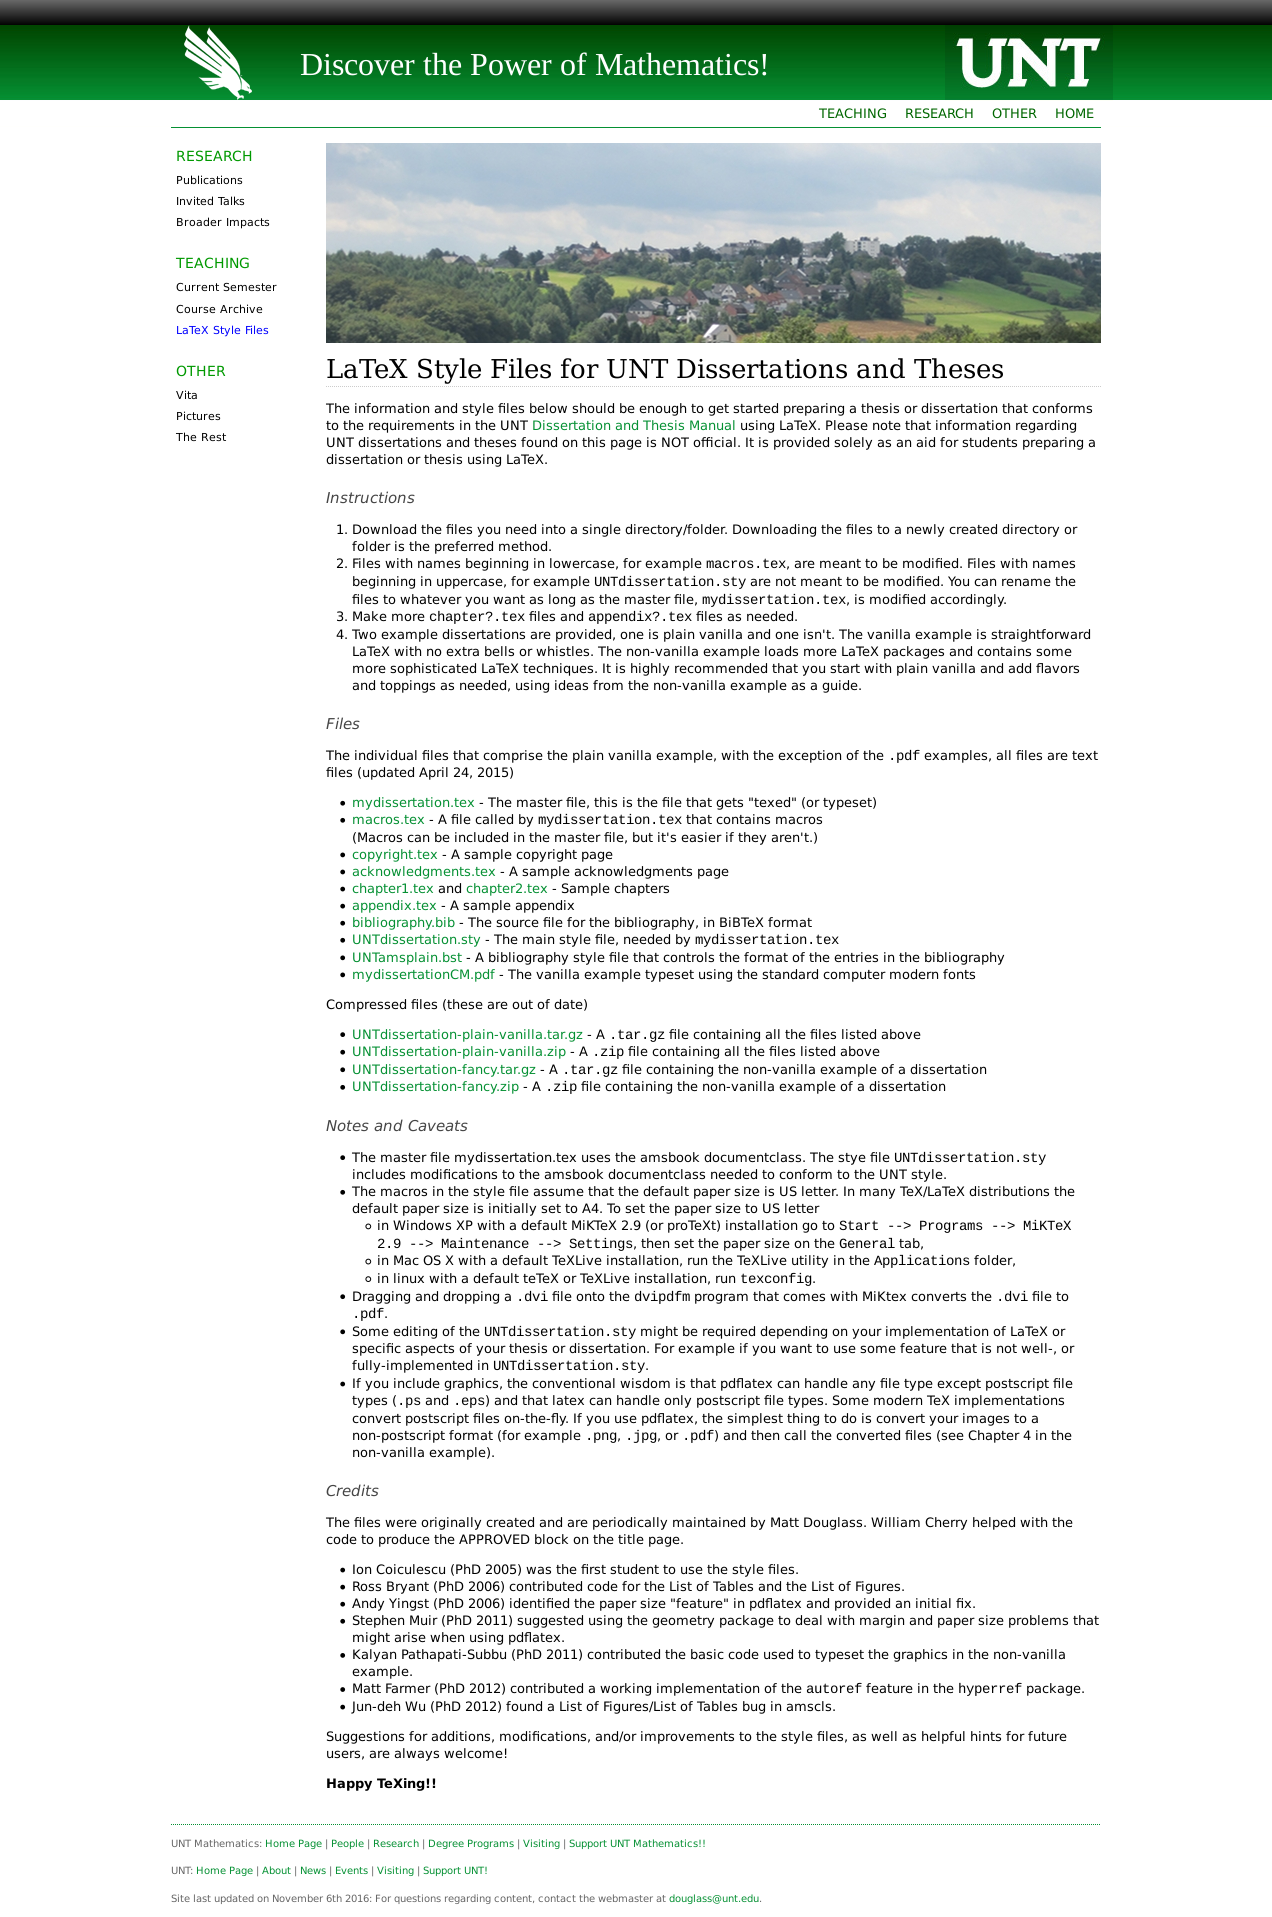 Discover the Power of Mathematics!
UNT
TEACHING RESEARCH OTHER HOME
RESEARCH
Publications
Invited Talks
Broader Impacts
TEACHING
Current Semester
Course Archive
LaTeX Style Files
OTHER
Vita
Pictures
The Rest
LaTeX Style Files for UNT Dissertations and Theses
The information and style files below should be enough to get started preparing a thesis or dissertation that conforms
to the requirements in the UNT Dissertation and Thesis Manual using LaTeX. Please note that information regarding
UNT dissertations and theses found on this page is NOT official. It is provided solely as an aid for students preparing a
dissertation or thesis using LaTeX.
Instructions
1. Download the files you need into a single directory/folder. Downloading the files to a newly created directory or
folder is the preferred method.
2. Files with names beginning in lowercase, for example macros.tex, are meant to be modified. Files with names
beginning in uppercase, for example UNTdissertation.sty are not meant to be modified. You can rename the
files to whatever you want as long as the master file, mydissertation.tex, is modified accordingly.
3. Make more chapter?.tex files and appendix?.tex files as needed.
4. Two example dissertations are provided, one is plain vanilla and one isn't. The vanilla example is straightforward
LaTeX with no extra bells or whistles. The non-vanilla example loads more LaTeX packages and contains some
more sophisticated LaTeX techniques. It is highly recommended that you start with plain vanilla and add flavors
and toppings as needed, using ideas from the non-vanilla example as a guide.
Files
The individual files that comprise the plain vanilla example, with the exception of the .pdf examples, all files are text
files (updated April 24, 2015)
• mydissertation.tex - The master file, this is the file that gets "texed" (or typeset)
• macros.tex - A file called by mydissertation.tex that contains macros
(Macros can be included in the master file, but it's easier if they aren't.)
• copyright.tex - A sample copyright page
• acknowledgments.tex - A sample acknowledgments page
• chapter1.tex and chapter2.tex - Sample chapters
• appendix.tex - A sample appendix
• bibliography.bib - The source file for the bibliography, in BiBTeX format
• UNTdissertation.sty - The main style file, needed by mydissertation.tex
• UNTamsplain.bst - A bibliography style file that controls the format of the entries in the bibliography
• mydissertationCM.pdf - The vanilla example typeset using the standard computer modern fonts
Compressed files (these are out of date)
• UNTdissertation-plain-vanilla.tar.gz - A .tar.gz file containing all the files listed above
• UNTdissertation-plain-vanilla.zip - A .zip file containing all the files listed above
• UNTdissertation-fancy.tar.gz - A .tar.gz file containing the non-vanilla example of a dissertation
• UNTdissertation-fancy.zip - A .zip file containing the non-vanilla example of a dissertation
Notes and Caveats
• The master file mydissertation.tex uses the amsbook documentclass. The stye file UNTdissertation.sty
includes modifications to the amsbook documentclass needed to conform to the UNT style.
• The macros in the style file assume that the default paper size is US letter. In many TeX/LaTeX distributions the
default paper size is initially set to A4. To set the paper size to US letter
◦ in Windows XP with a default MiKTeX 2.9 (or proTeXt) installation go to Start --> Programs --> MiKTeX
2.9 --> Maintenance --> Settings, then set the paper size on the General tab,
◦ in Mac OS X with a default TeXLive installation, run the TeXLive utility in the Applications folder,
◦ in linux with a default teTeX or TeXLive installation, run texconfig.
• Dragging and dropping a .dvi file onto the dvipdfm program that comes with MiKtex converts the .dvi file to
.pdf.
• Some editing of the UNTdissertation.sty might be required depending on your implementation of LaTeX or
specific aspects of your thesis or dissertation. For example if you want to use some feature that is not well-, or
fully-implemented in UNTdissertation.sty.
• If you include graphics, the conventional wisdom is that pdflatex can handle any file type except postscript file
types (.ps and .eps) and that latex can handle only postscript file types. Some modern TeX implementations
convert postscript files on-the-fly. If you use pdflatex, the simplest thing to do is convert your images to a
non-postscript format (for example .png, .jpg, or .pdf) and then call the converted files (see Chapter 4 in the
non-vanilla example).
Credits
The files were originally created and are periodically maintained by Matt Douglass. William Cherry helped with the
code to produce the APPROVED block on the title page.
• Ion Coiculescu (PhD 2005) was the first student to use the style files.
• Ross Bryant (PhD 2006) contributed code for the List of Tables and the List of Figures.
• Andy Yingst (PhD 2006) identified the paper size "feature" in pdflatex and provided an initial fix.
• Stephen Muir (PhD 2011) suggested using the geometry package to deal with margin and paper size problems that
might arise when using pdflatex.
• Kalyan Pathapati-Subbu (PhD 2011) contributed the basic code used to typeset the graphics in the non-vanilla
example.
• Matt Farmer (PhD 2012) contributed a working implementation of the autoref feature in the hyperref package.
• Jun-deh Wu (PhD 2012) found a List of Figures/List of Tables bug in amscls.
Suggestions for additions, modifications, and/or improvements to the style files, as well as helpful hints for future
users, are always welcome!
Happy TeXing!!
UNT Mathematics: Home Page | People | Research | Degree Programs | Visiting | Support UNT Mathematics!!
UNT: Home Page | About | News | Events | Visiting | Support UNT!
Site last updated on November 6th 2016: For questions regarding content, contact the webmaster at douglass@unt.edu.